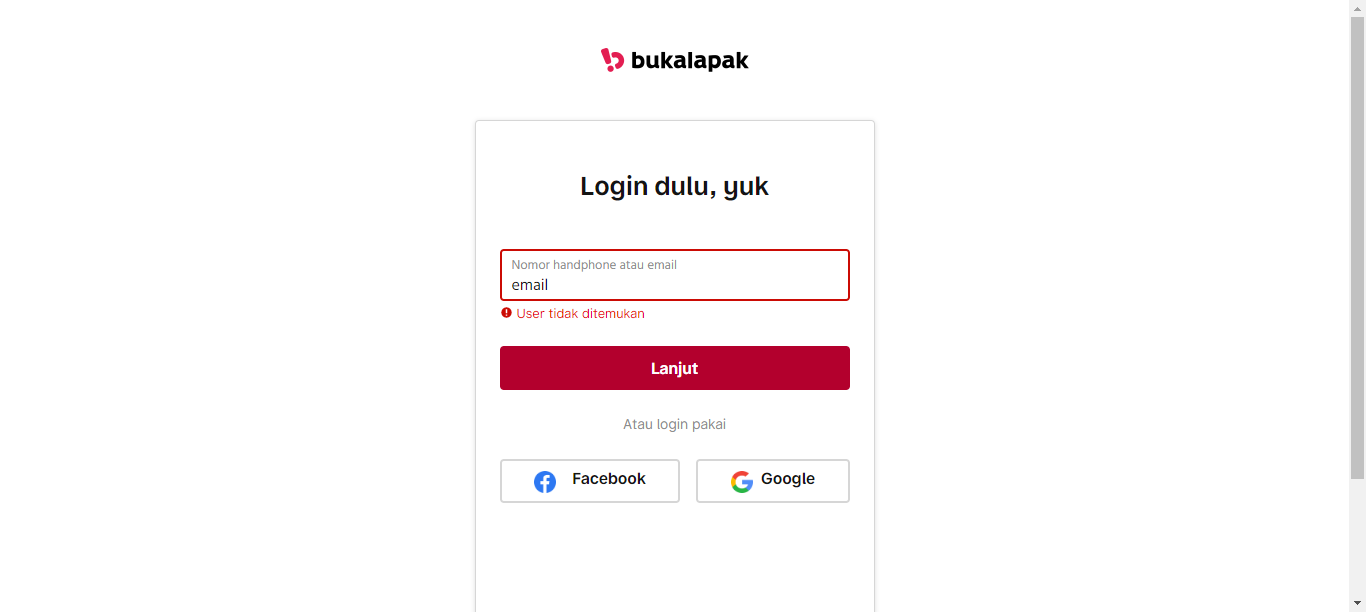 bukalapak
Login dulu, yuk
Nomor handphone atau email
email
User tidak ditemukan
Lanjut
Atau login pakai
Facebook
Google